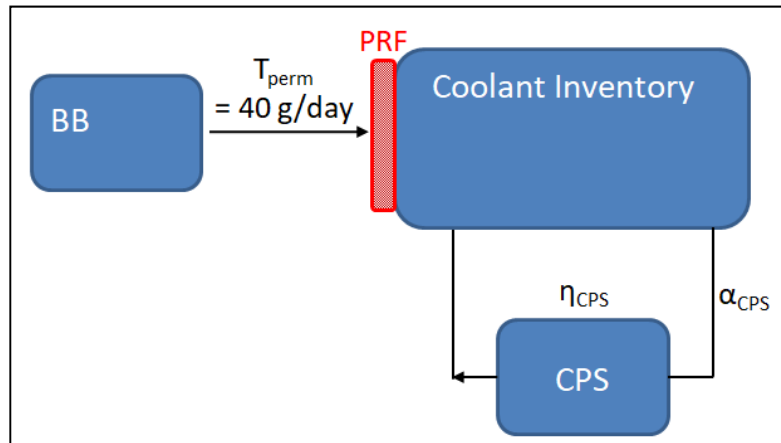 PRF
BB
T_perm
= 40 g/day
Coolant Inventory
η_CPS
α_CPS
CPS